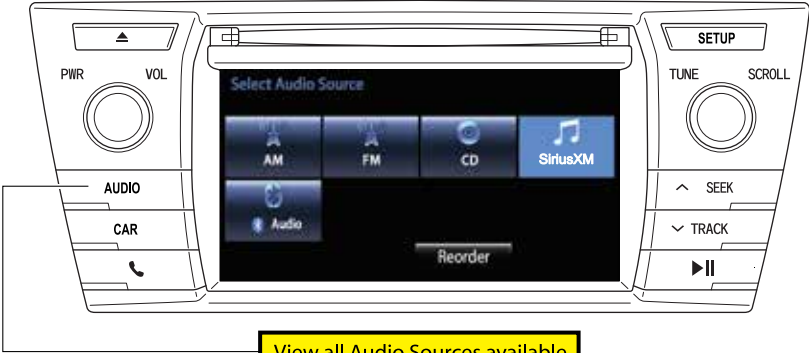 SETUP
PWR VOL
TUNE SCROLL
Select Audio Source
AM FM CD SiriusXM
AUDIO
SEEK
Audio
CAR
TRACK
Reorder
View all Audio Sources available